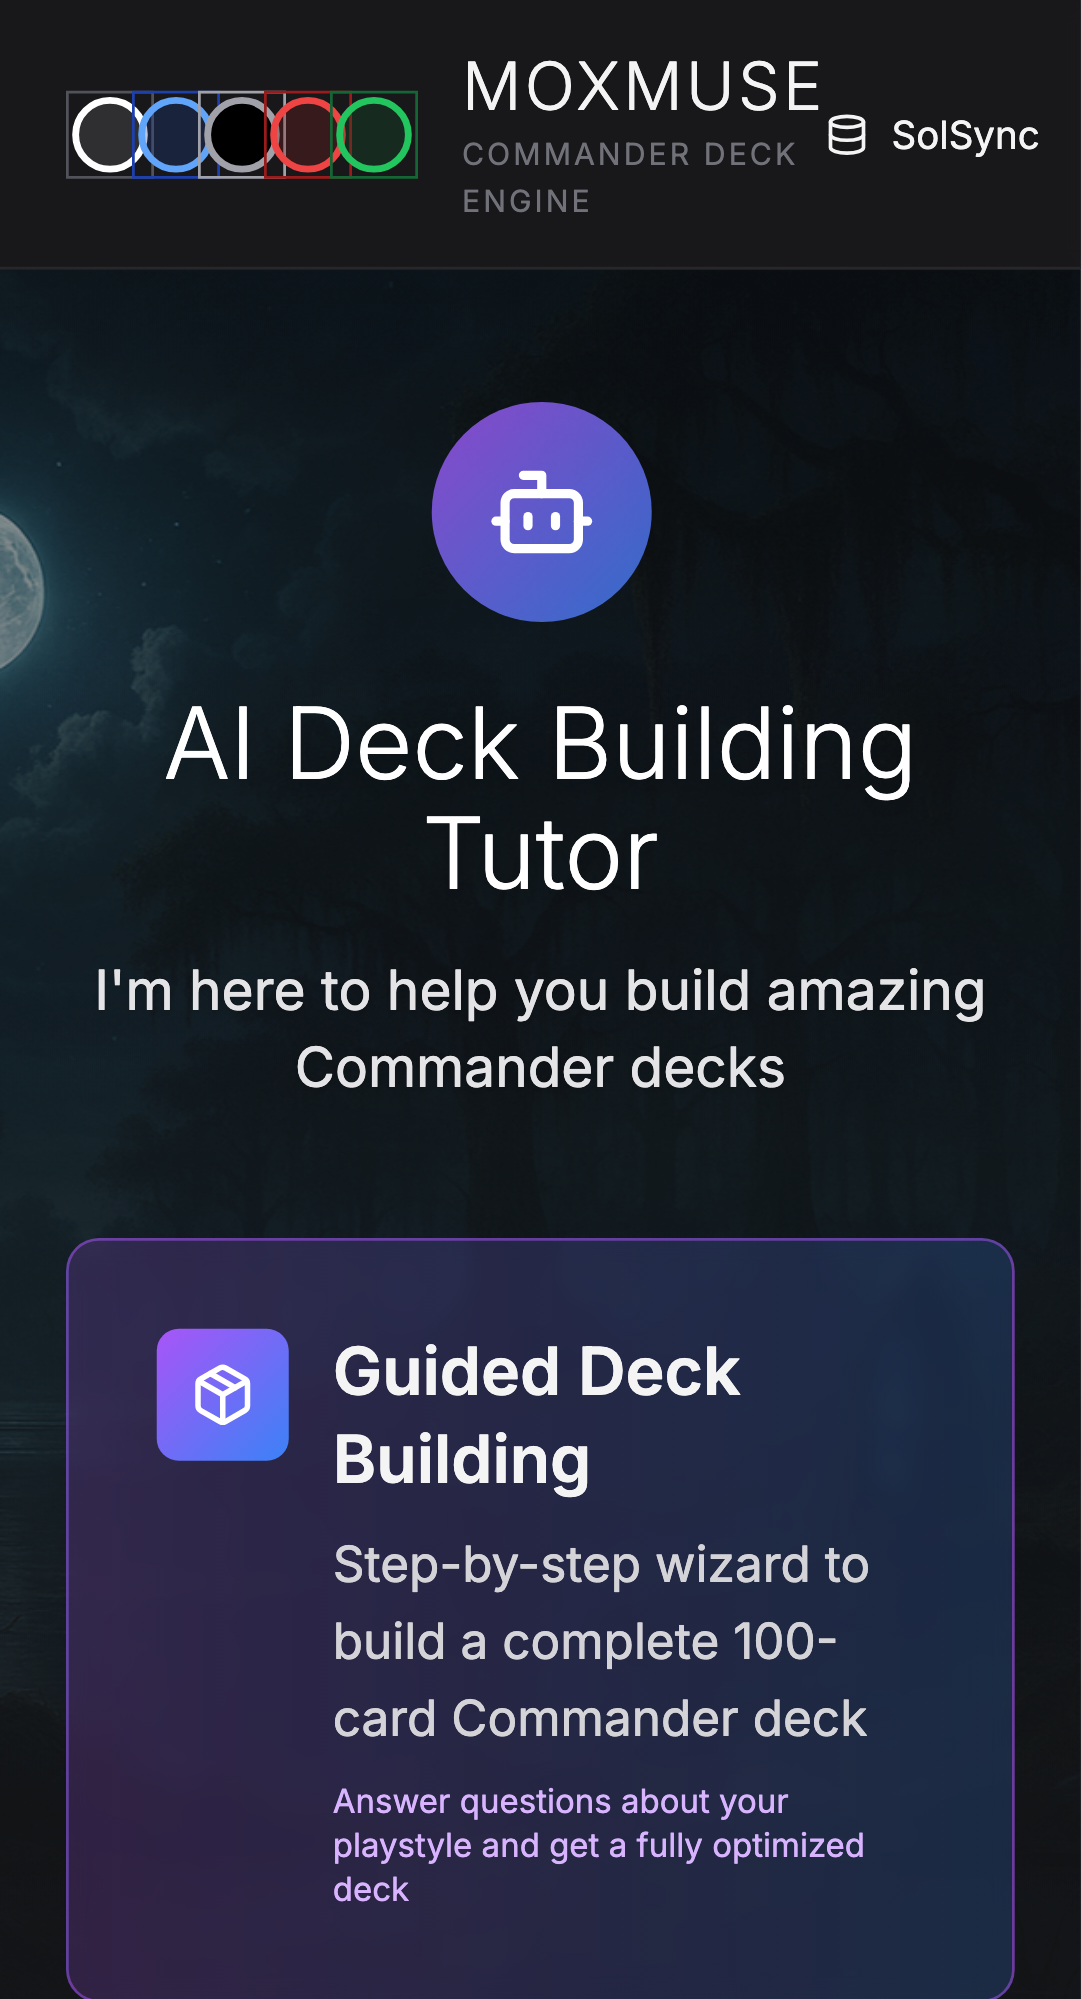 MOXMUSE
COMMANDER DECK
ENGINE
SolSync
AI Deck Building
Tutor
I'm here to help you build amazing
Commander decks
Guided Deck
Building
Step-by-step wizard to
build a complete 100-
card Commander deck
Answer questions about your
playstyle and get a fully optimized
deck